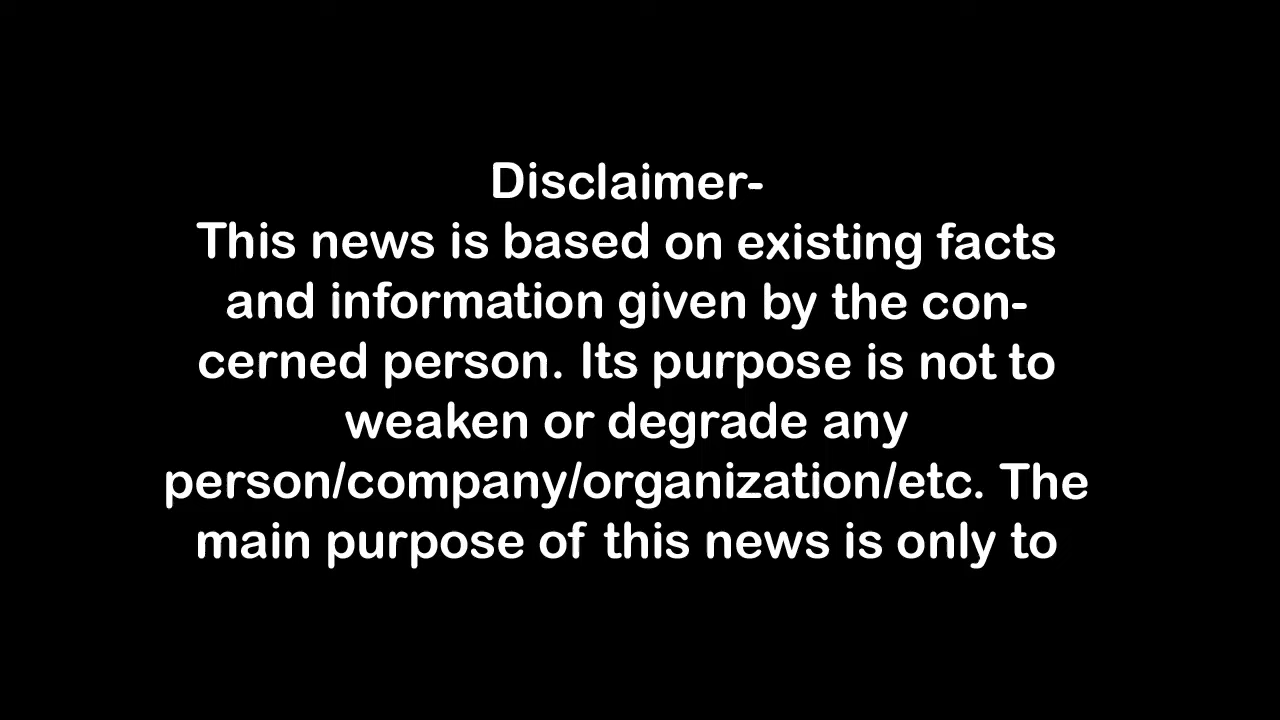 Disclaimer-
This news is based on existing facts
and information given by the con-
cerned person. Its purpose is not to
weaken or degrade any
person/company/organization/etc. The
main purpose of this news is only to